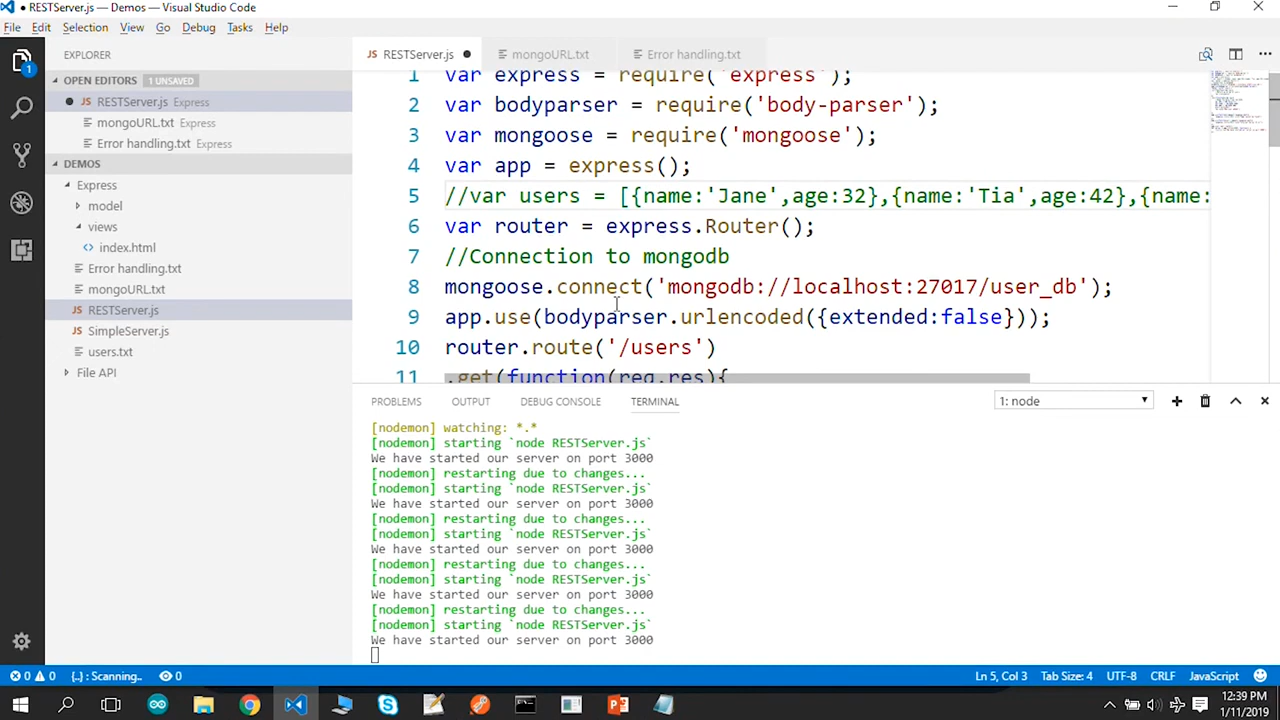 ● RESTServer.js - Demos - Visual Studio Code
File Edit Selection View Go Debug Tasks Help
EXPLORER
OPEN EDITORS 1 UNSAVED
● JS RESTServer.js Express
mongoURL.txt Express
Error handling.txt Express
DEMOS
Express
model
views
<> index.html
Error handling.txt
mongoURL.txt
JS RESTServer.js
JS SimpleServer.js
users.txt
File API
1
JS RESTServer.js ● mongoURL.txt Error handling.txt
1 var express = require('express');
2 var bodyparser = require('body-parser');
3 var mongoose = require('mongoose');
4 var app = express();
5 //var users = [{name:'Jane',age:32},{name:'Tia',age:42},{name:
6 var router = express.Router();
7 //Connection to mongodb
8 mongoose.connect('mongodb://localhost:27017/user_db');
9 app.use(bodyparser.urlencoded({extended:false}));
10 router.route('/users')
11 .get(function(req,res){
PROBLEMS OUTPUT DEBUG CONSOLE TERMINAL 1: node
[nodemon] watching: *.*
[nodemon] starting `node RESTServer.js`
We have started our server on port 3000
[nodemon] restarting due to changes...
[nodemon] starting `node RESTServer.js`
We have started our server on port 3000
[nodemon] restarting due to changes...
[nodemon] starting `node RESTServer.js`
We have started our server on port 3000
[nodemon] restarting due to changes...
[nodemon] starting `node RESTServer.js`
We have started our server on port 3000
[nodemon] restarting due to changes...
[nodemon] starting `node RESTServer.js`
We have started our server on port 3000
0 0 {..} : Scanning.. 0 Ln 5, Col 3 Tab Size: 4 UTF-8 CRLF JavaScript
12:39 PM
1/11/2019